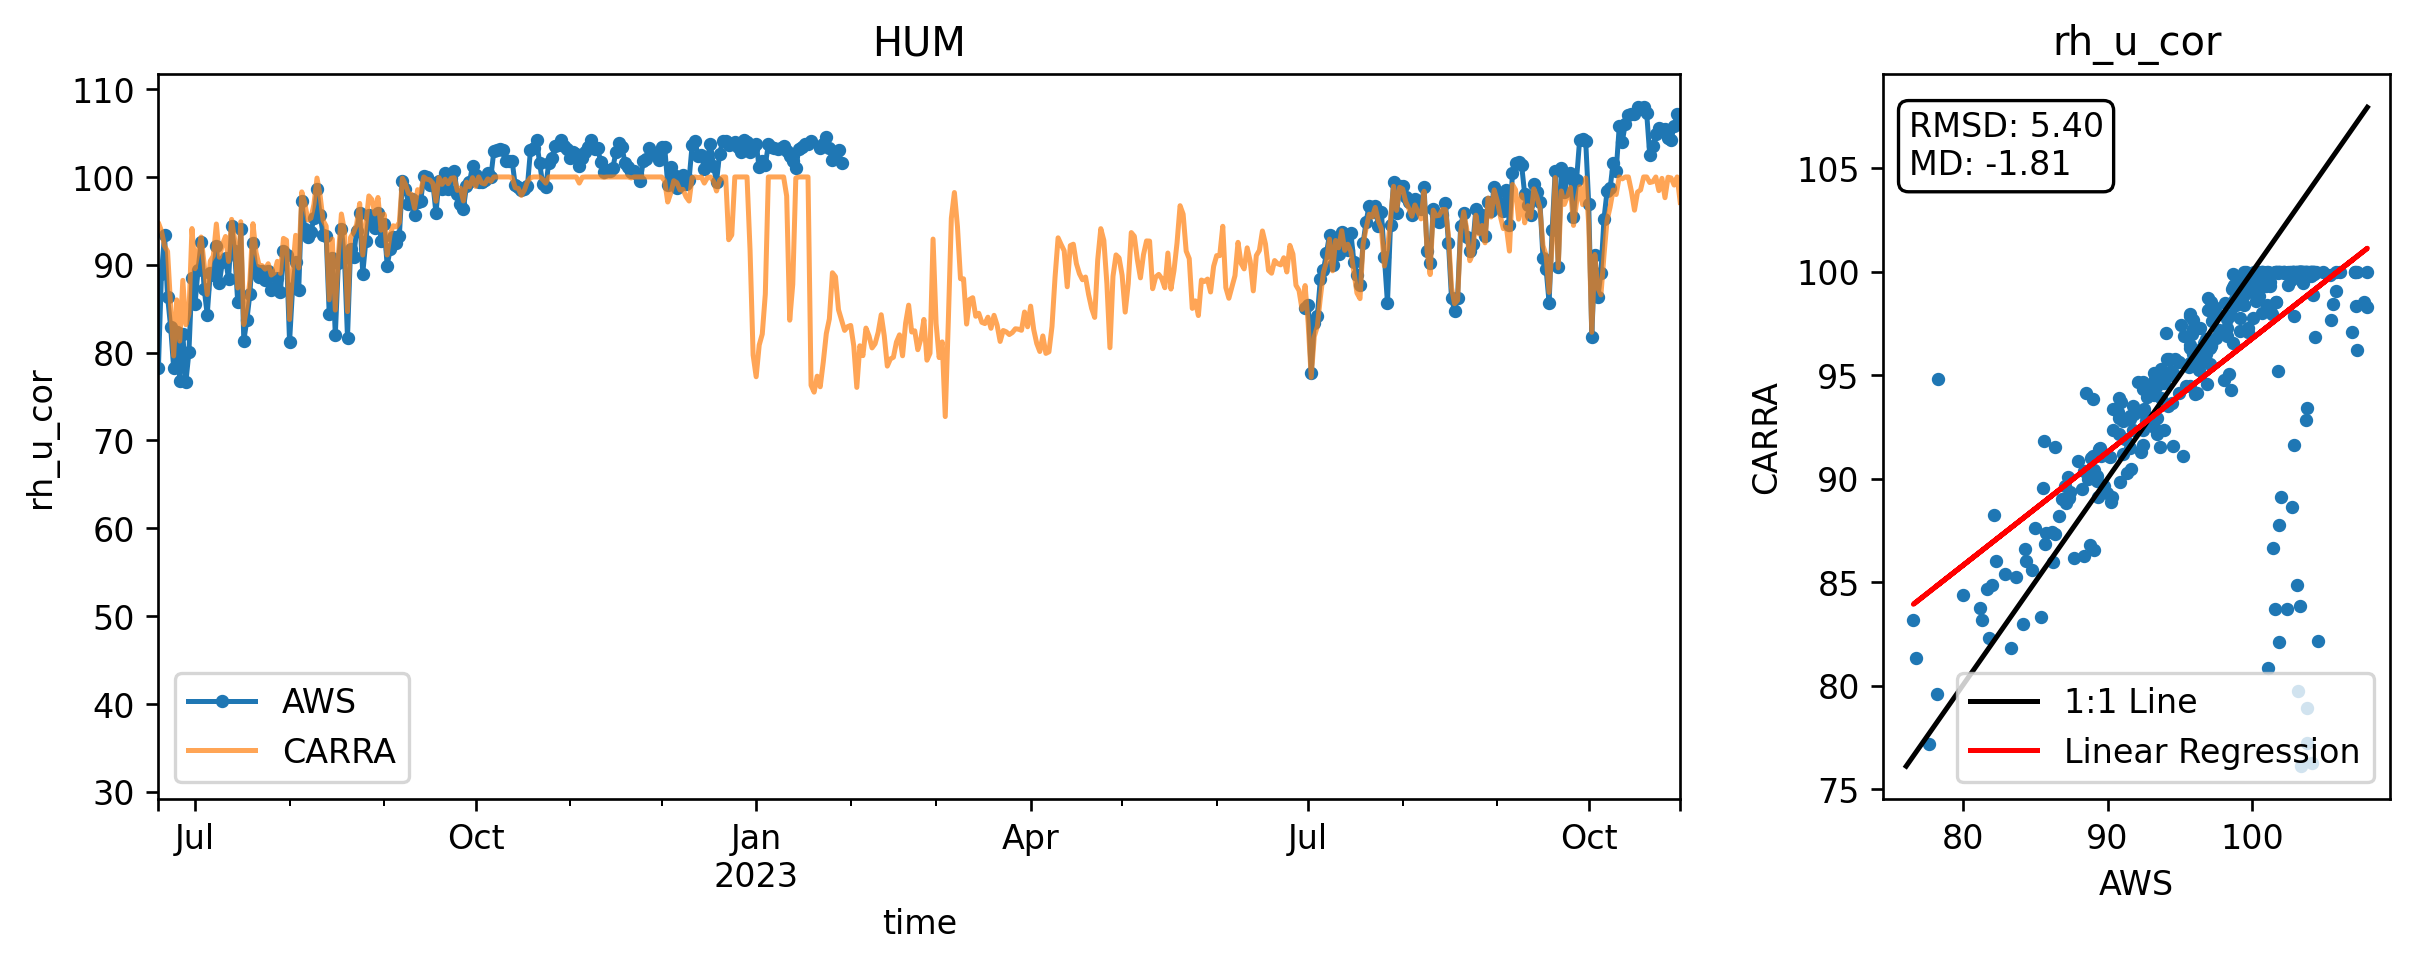 HUM
rh_u_cor
110
100
90
80
70
60
50
40
30
rh_u_cor
AWS
CARRA
Jul
Oct
Jan
2023
Apr
Jul
Oct
time
rh_u_cor
RMSD: 5.40
MD: -1.81
105
100
95
90
85
80
75
CARRA
1:1 Line
Linear Regression
80
90
100
AWS